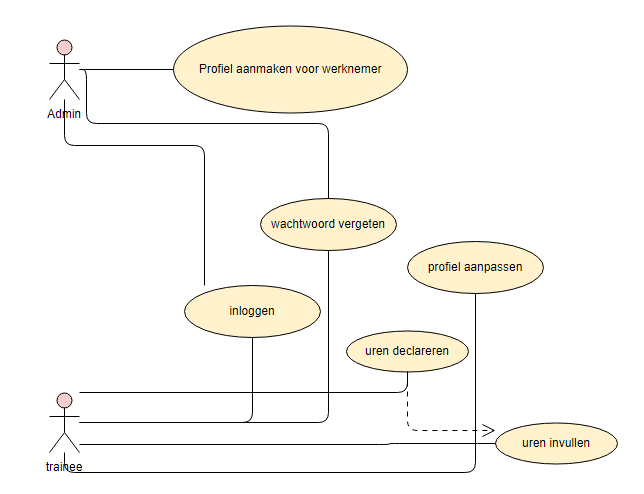 Profiel aanmaken voor werknemer
Admin
wachtwoord vergeten
profiel aanpassen
inloggen
uren declareren
uren invullen
trainee